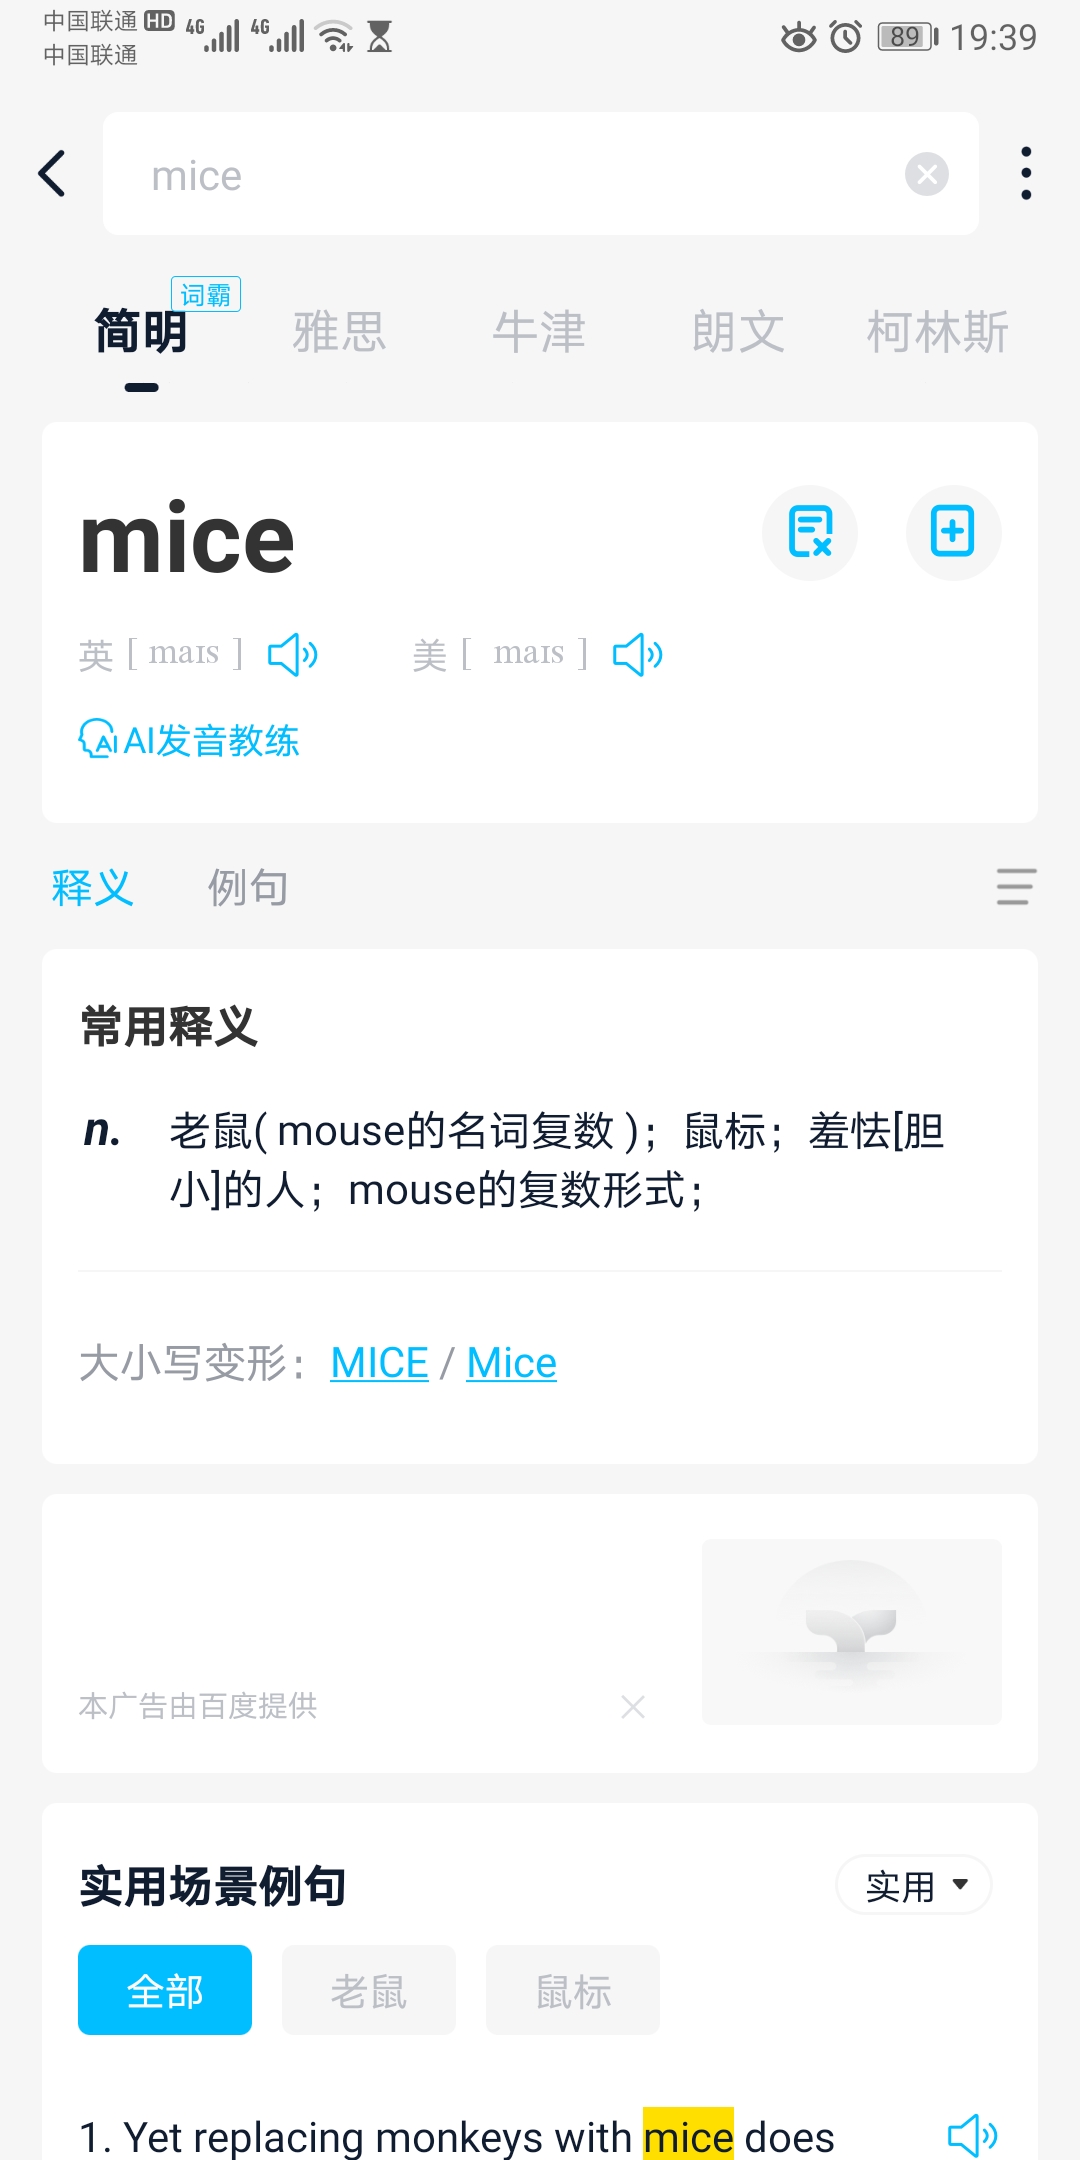 中国联通 HD 4G 4G 89 19:39
中国联通
mice
词霸
简明 雅思 牛津 朗文 柯林斯
mice
英 [ maɪs ] 美 [ maɪs ]
AI AI发音教练
释义 例句
常用释义
n. 老鼠( mouse的名词复数 )；鼠标；羞怯[胆
小]的人；mouse的复数形式；
大小写变形：MICE / Mice
本广告由百度提供
实用场景例句 实用
全部 老鼠 鼠标
1. Yet replacing monkeys with mice does